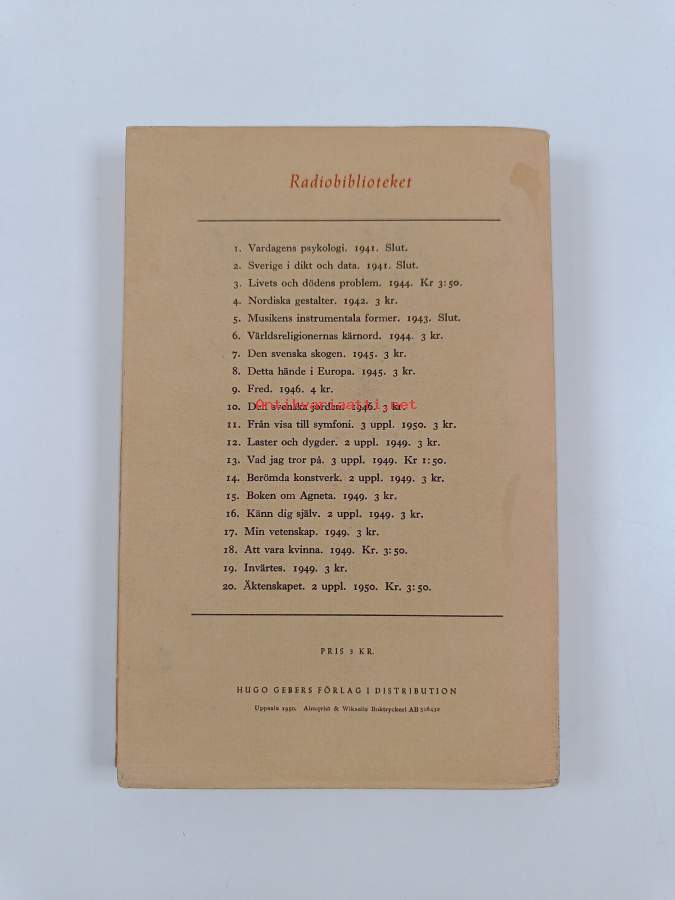 Radiobiblioteket
1. Vardagens psykologi. 1941. Slut.
2. Sverige i dikt och data. 1941. Slut.
3. Livets och dödens problem. 1944. Kr 3:50.
4. Nordiska gestalter. 1942. 3 kr.
5. Musikens instrumentala former. 1943. Slut.
6. Världsreligionernas kärnord. 1944. 3 kr.
7. Den svenska skogen. 1945. 3 kr.
8. Detta hände i Europa. 1945. 3 kr.
9. Fred. 1946. 4 kr.
Antikvariaatti.net
10. Den svenska jorden. 1946. 3 kr.
11. Från visa till symfoni. 3 uppl. 1950. 3 kr.
12. Laster och dygder. 2 uppl. 1949. 3 kr.
13. Vad jag tror på. 3 uppl. 1949. Kr 1:50.
14. Berömda konstverk. 2 uppl. 1949. 3 kr.
15. Boken om Agneta. 1949. 3 kr.
16. Känn dig själv. 2 uppl. 1949. 3 kr.
17. Min vetenskap. 1949. 3 kr.
18. Att vara kvinna. 1949. Kr. 3:50.
19. Invärtes. 1949. 3 kr.
20. Äktenskapet. 2 uppl. 1950. Kr. 3:50.
PRIS 3 KR.
HUGO GEBERS FÖRLAG I DISTRIBUTION
Uppsala 1950. Almqvist & Wiksells Boktryckeri AB